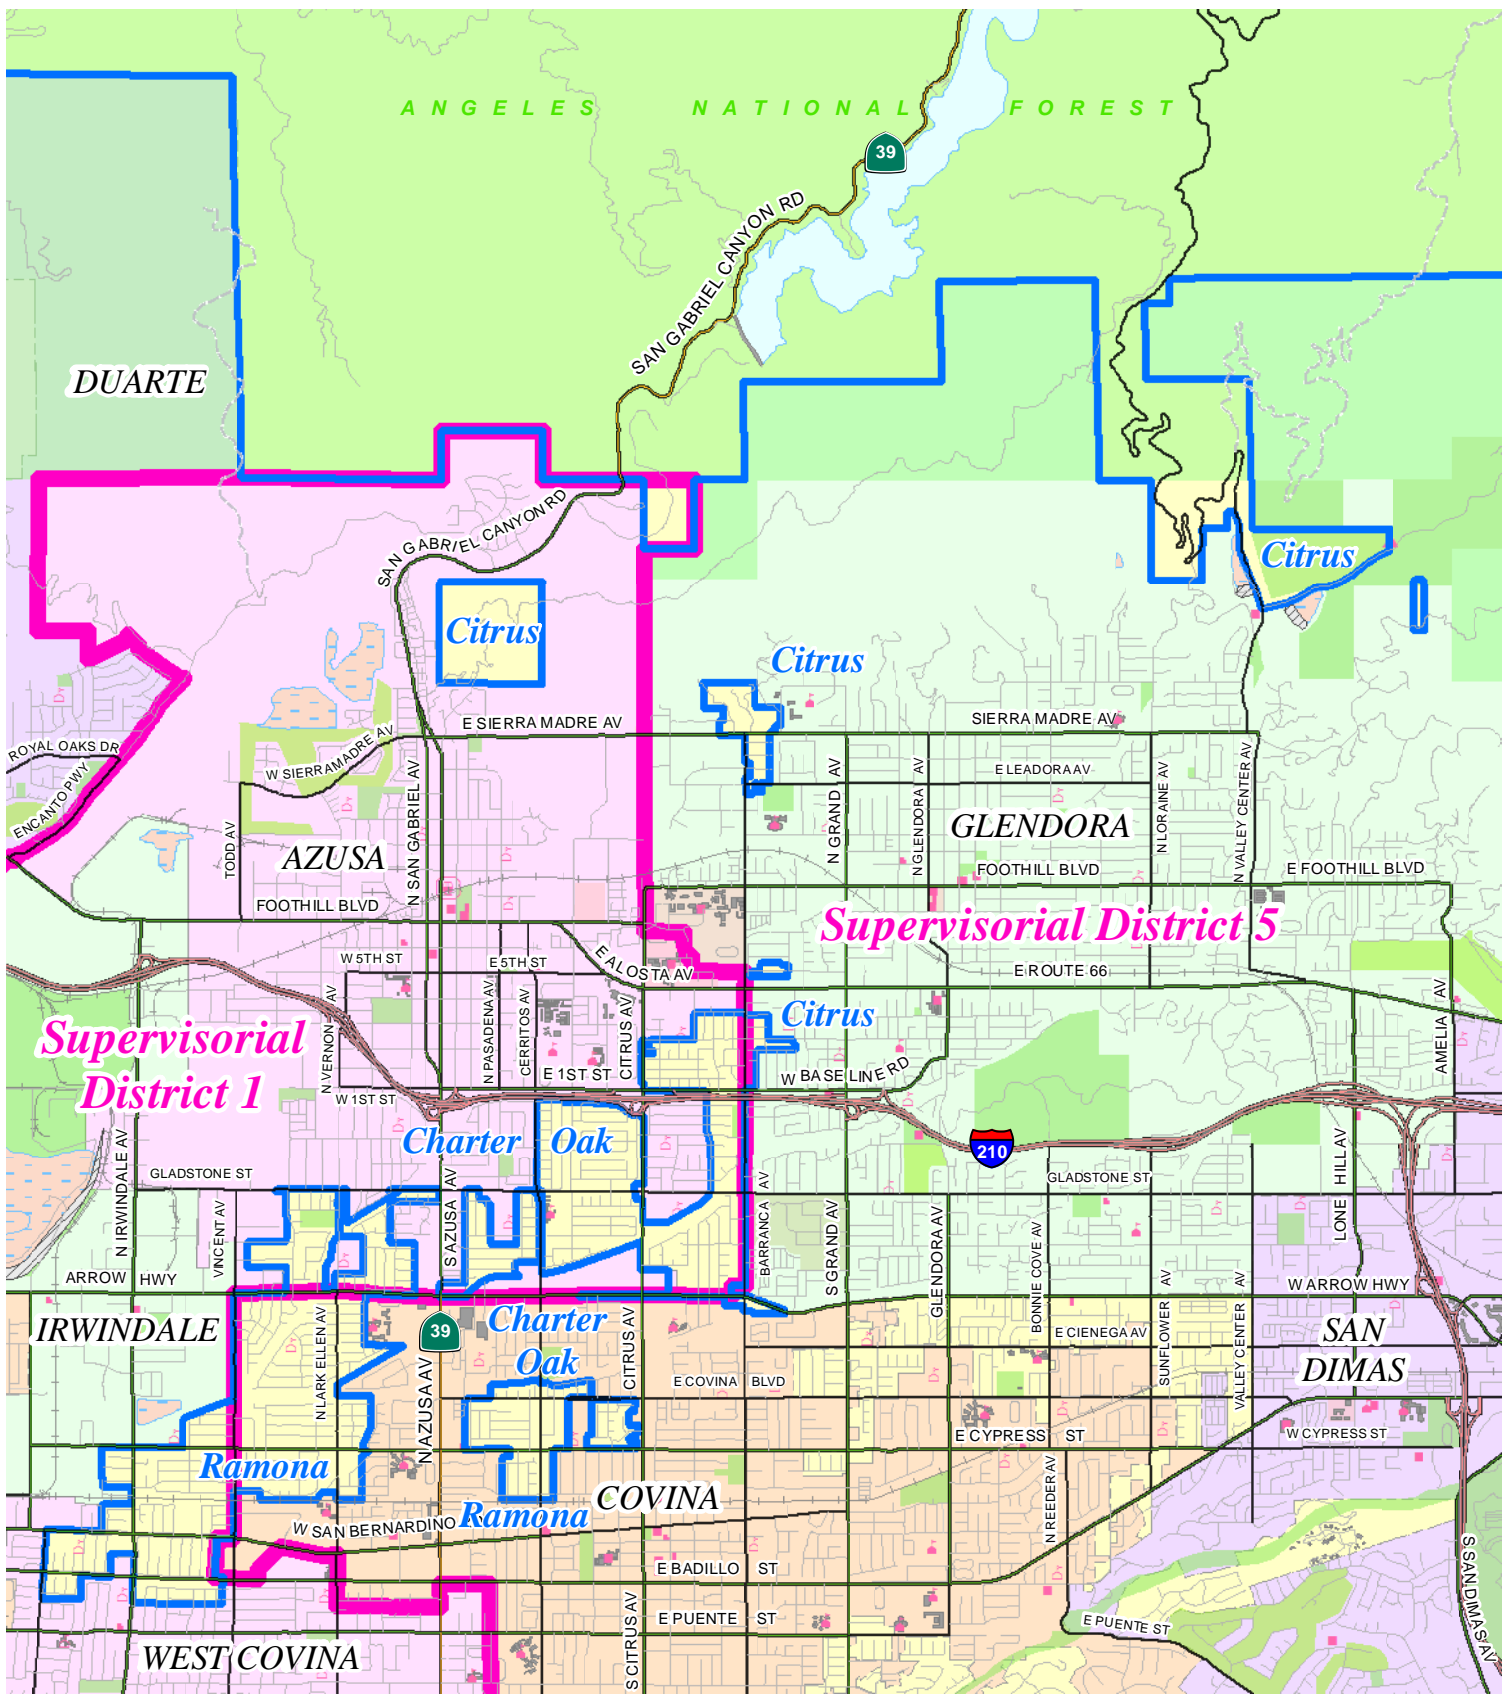 ANGELES NATIONAL FOREST
39
SAN GABRIEL CANYON RD
DUARTE
SAN GABRIEL CANYON RD
Citrus
Citrus
Citrus
E SIERRA MADRE AV
SIERRA MADRE AV
ROYAL OAKS DR
W SIERRA MADRE AV
ENCANTO PWY
E LEADORA AV
TODD AV
N SAN GABRIEL AV
N GRAND AV
N GLENDORA AV
N LORAINE AV
N VALLEY CENTER AV
GLENDORA
AZUSA
FOOTHILL BLVD
E FOOTHILL BLVD
FOOTHILL BLVD
Supervisorial District 5
W 5TH ST
E 5TH ST
E ALOSTA AV
E ROUTE 66
N VERNON AV
N PASADENA AV
CERRITOS AV
CITRUS AV
Citrus
AMELIA AV
Supervisorial
District 1
E 1ST ST
W BASE LINE RD
W 1ST ST
Charter Oak
210
GLADSTONE ST
GLADSTONE ST
N IRWINDALE AV
VINCENT AV
S AZUSA AV
BARRANCA AV
S GRAND AV
GLENDORA AV
BONNIE COVE AV
SUNFLOWER AV
VALLEY CENTER AV
LONE HILL AV
ARROW HWY
W ARROW HWY
IRWINDALE
N LARK ELLEN AV
39
Charter
Oak
N AZUSA AV
CITRUS AV
E CIENEGA AV
SAN
DIMAS
E COVINA BLVD
E CYPRESS ST
W CYPRESS ST
Ramona
COVINA
Ramona
W SAN BERNARDINO
N REEDER AV
E BADILLO ST
S CITRUS AV
E PUENTE ST
E PUENTE ST
S SAN DIMAS AV
WEST COVINA